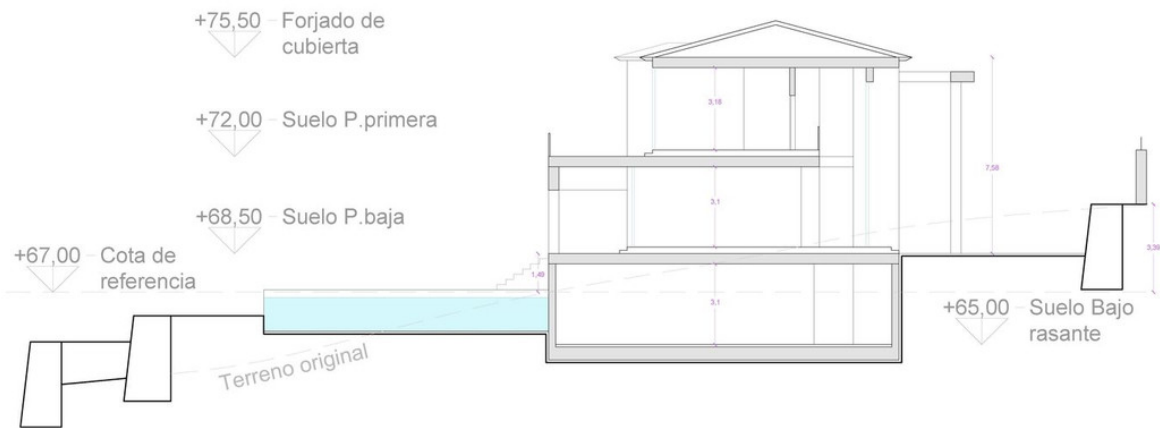 +75,50 Forjado de
cubierta
+72,00 Suelo P.primera
+68,50 Suelo P.baja
+67,00 Cota de
referencia
+65,00 Suelo Bajo
rasante
Terreno original
3,18
3,1
3,1
1,49
7,58
3,39